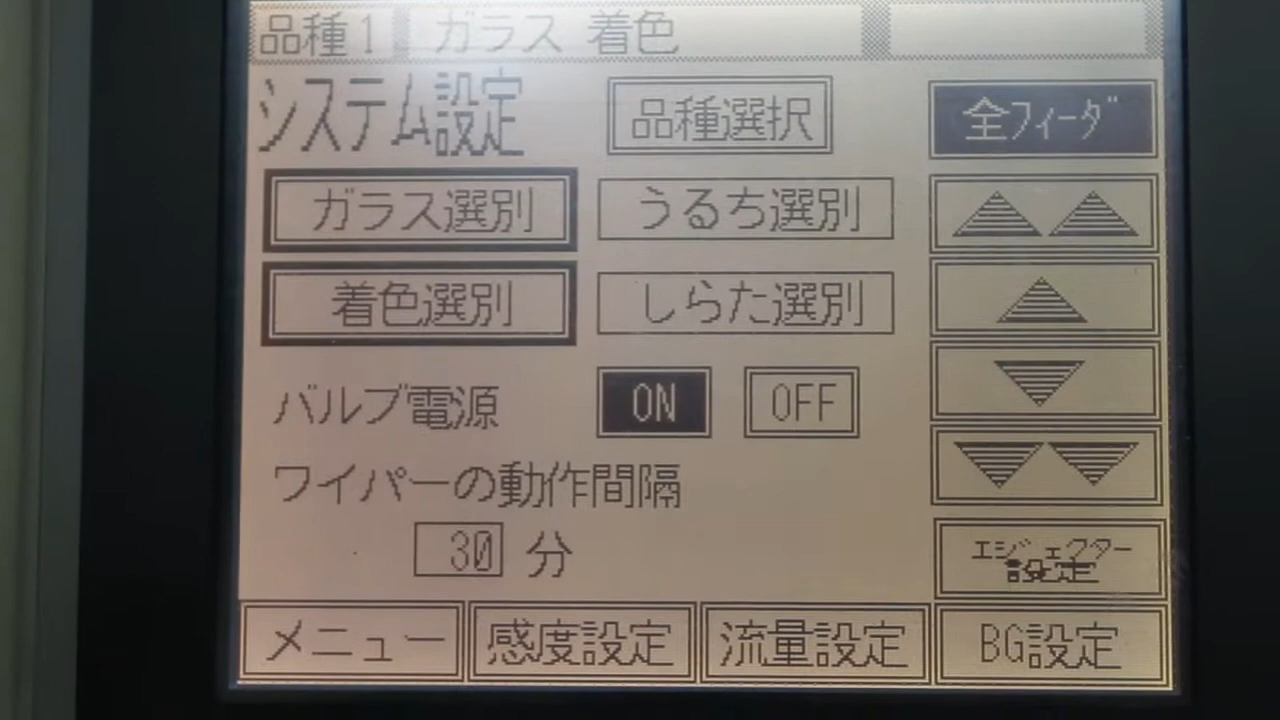 品種1 ガラス 着色
システム設定 品種選択 全フィーダ
ガラス選別 うるち選別
着色選別 しらた選別
バルブ電源 ON OFF
ワイパーの動作間隔
30 分
エジェクター
設定
メニュー 感度設定 流量設定 BG設定